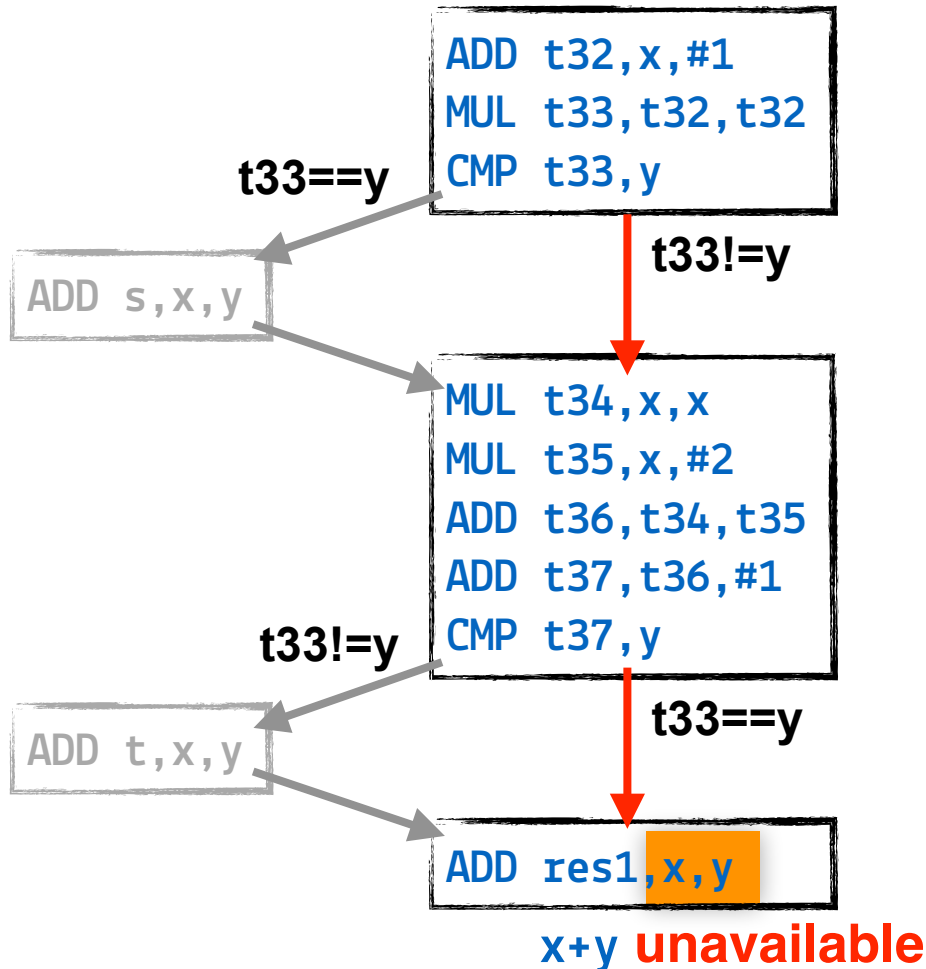 ADD t32,x,#1
MUL t33,t32,t32
CMP t33,y
t33==y
t33!=y
ADD s,x,y
MUL t34,x,x
MUL t35,x,#2
ADD t36,t34,t35
ADD t37,t36,#1
CMP t37,y
t33!=y
t33==y
ADD t,x,y
ADD res1,x,y
x+y unavailable